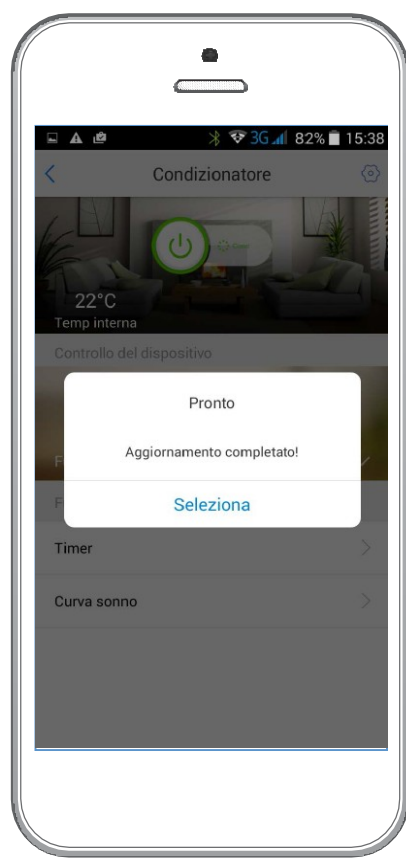 3G 82% 15:38
Condizionatore
22°C
Temp interna
Controllo del dispositivo
Pronto
Aggiornamento completato!
F
Seleziona
F
Timer
Curva sonno